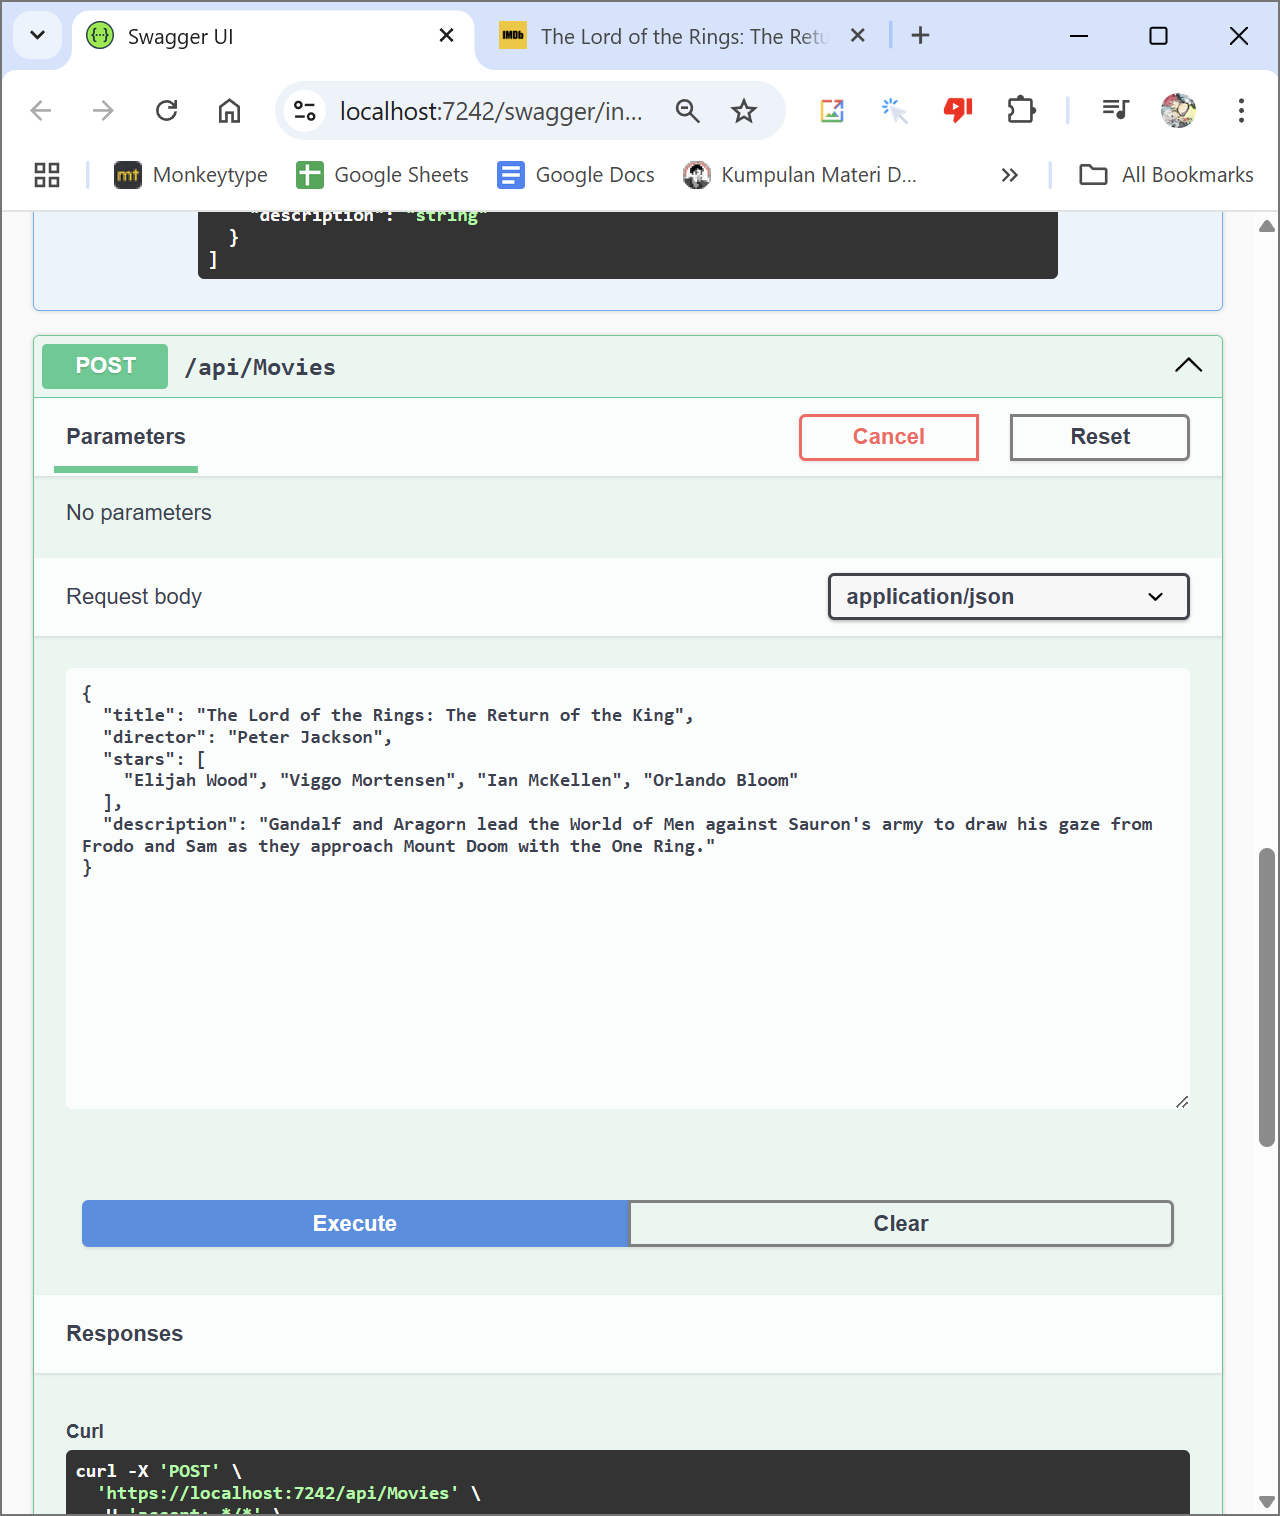 Swagger UI
IMDb The Lord of the Rings: The Retu
localhost:7242/swagger/in...
mt Monkeytype
Google Sheets
Google Docs
Kumpulan Materi D...
All Bookmarks
"description": "string"
}
]
POST /api/Movies
Parameters
Cancel
Reset
No parameters
Request body
application/json
{
"title": "The Lord of the Rings: The Return of the King",
"director": "Peter Jackson",
"stars": [
"Elijah Wood", "Viggo Mortensen", "Ian McKellen", "Orlando Bloom"
],
"description": "Gandalf and Aragorn lead the World of Men against Sauron's army to draw his gaze from
Frodo and Sam as they approach Mount Doom with the One Ring."
}
Execute
Clear
Responses
Curl
curl -X 'POST' \
'https://localhost:7242/api/Movies' \
-H 'accept: */*' \